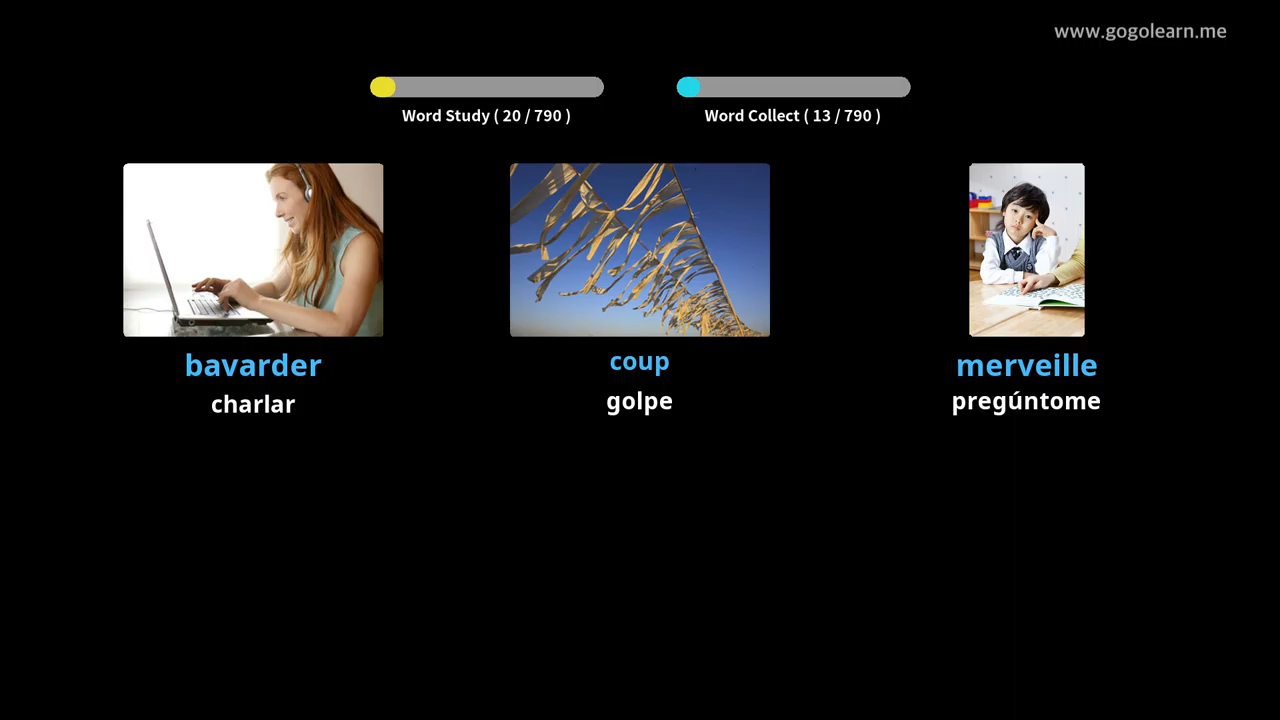 www.gogolearn.me
Word Study ( 20 / 790 )
Word Collect ( 13 / 790 )
bavarder
charlar
coup
golpe
merveille
pregúntome